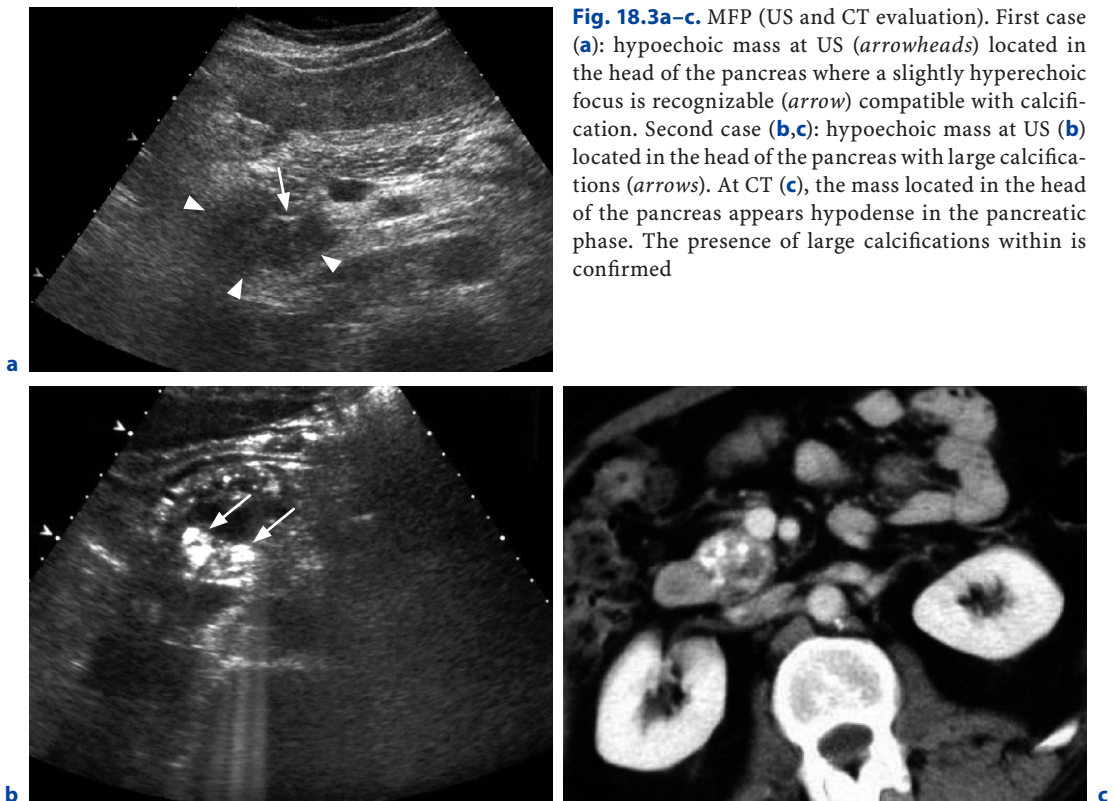 Fig. 18.3a–c. MFP (US and CT evaluation). First case
(a): hypoechoic mass at US (arrowheads) located in
the head of the pancreas where a slightly hyperechoic
focus is recognizable (arrow) compatible with calcifi-
cation. Second case (b,c): hypoechoic mass at US (b)
located in the head of the pancreas with large calcifica-
tions (arrows). At CT (c), the mass located in the head
of the pancreas appears hypodense in the pancreatic
phase. The presence of large calcifications within is
confirmed
a
b
c